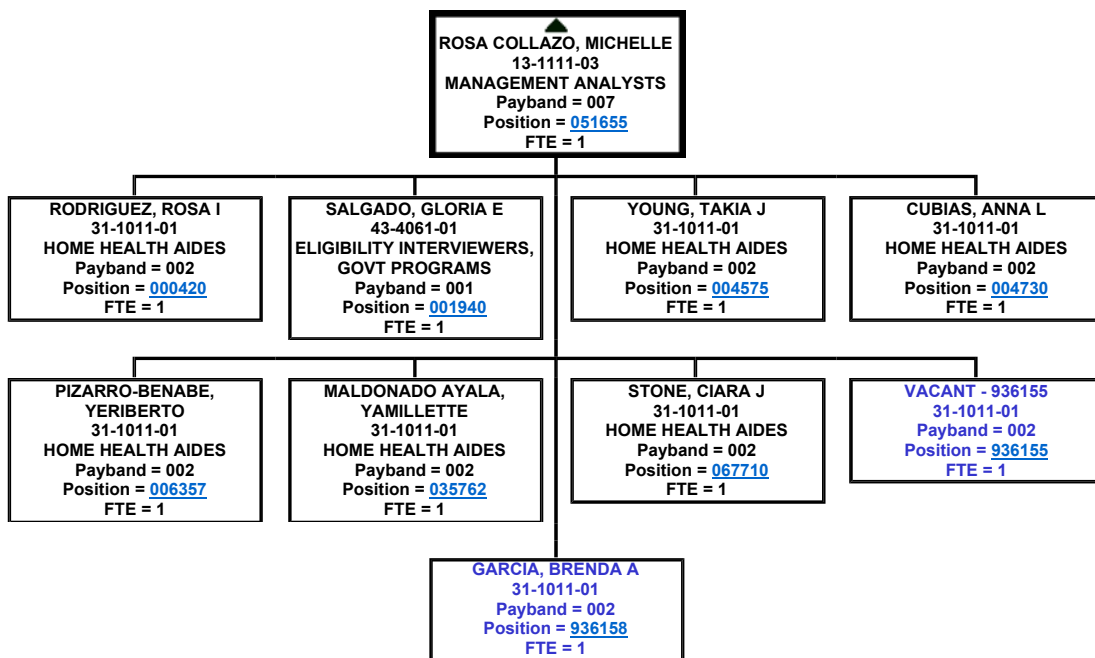 ROSA COLLAZO, MICHELLE
13-1111-03
MANAGEMENT ANALYSTS
Payband = 007
Position = 051655
FTE = 1
RODRIGUEZ, ROSA I
31-1011-01
HOME HEALTH AIDES
Payband = 002
Position = 000420
FTE = 1
SALGADO, GLORIA E
43-4061-01
ELIGIBILITY INTERVIEWERS,
GOVT PROGRAMS
Payband = 001
Position = 001940
FTE = 1
YOUNG, TAKIA J
31-1011-01
HOME HEALTH AIDES
Payband = 002
Position = 004575
FTE = 1
CUBIAS, ANNA L
31-1011-01
HOME HEALTH AIDES
Payband = 002
Position = 004730
FTE = 1
PIZARRO-BENABE,
YERIBERTO
31-1011-01
HOME HEALTH AIDES
Payband = 002
Position = 006357
FTE = 1
MALDONADO AYALA,
YAMILLETTE
31-1011-01
HOME HEALTH AIDES
Payband = 002
Position = 035762
FTE = 1
STONE, CIARA J
31-1011-01
HOME HEALTH AIDES
Payband = 002
Position = 067710
FTE = 1
VACANT - 936155
31-1011-01
Payband = 002
Position = 936155
FTE = 1
GARCIA, BRENDA A
31-1011-01
Payband = 002
Position = 936158
FTE = 1